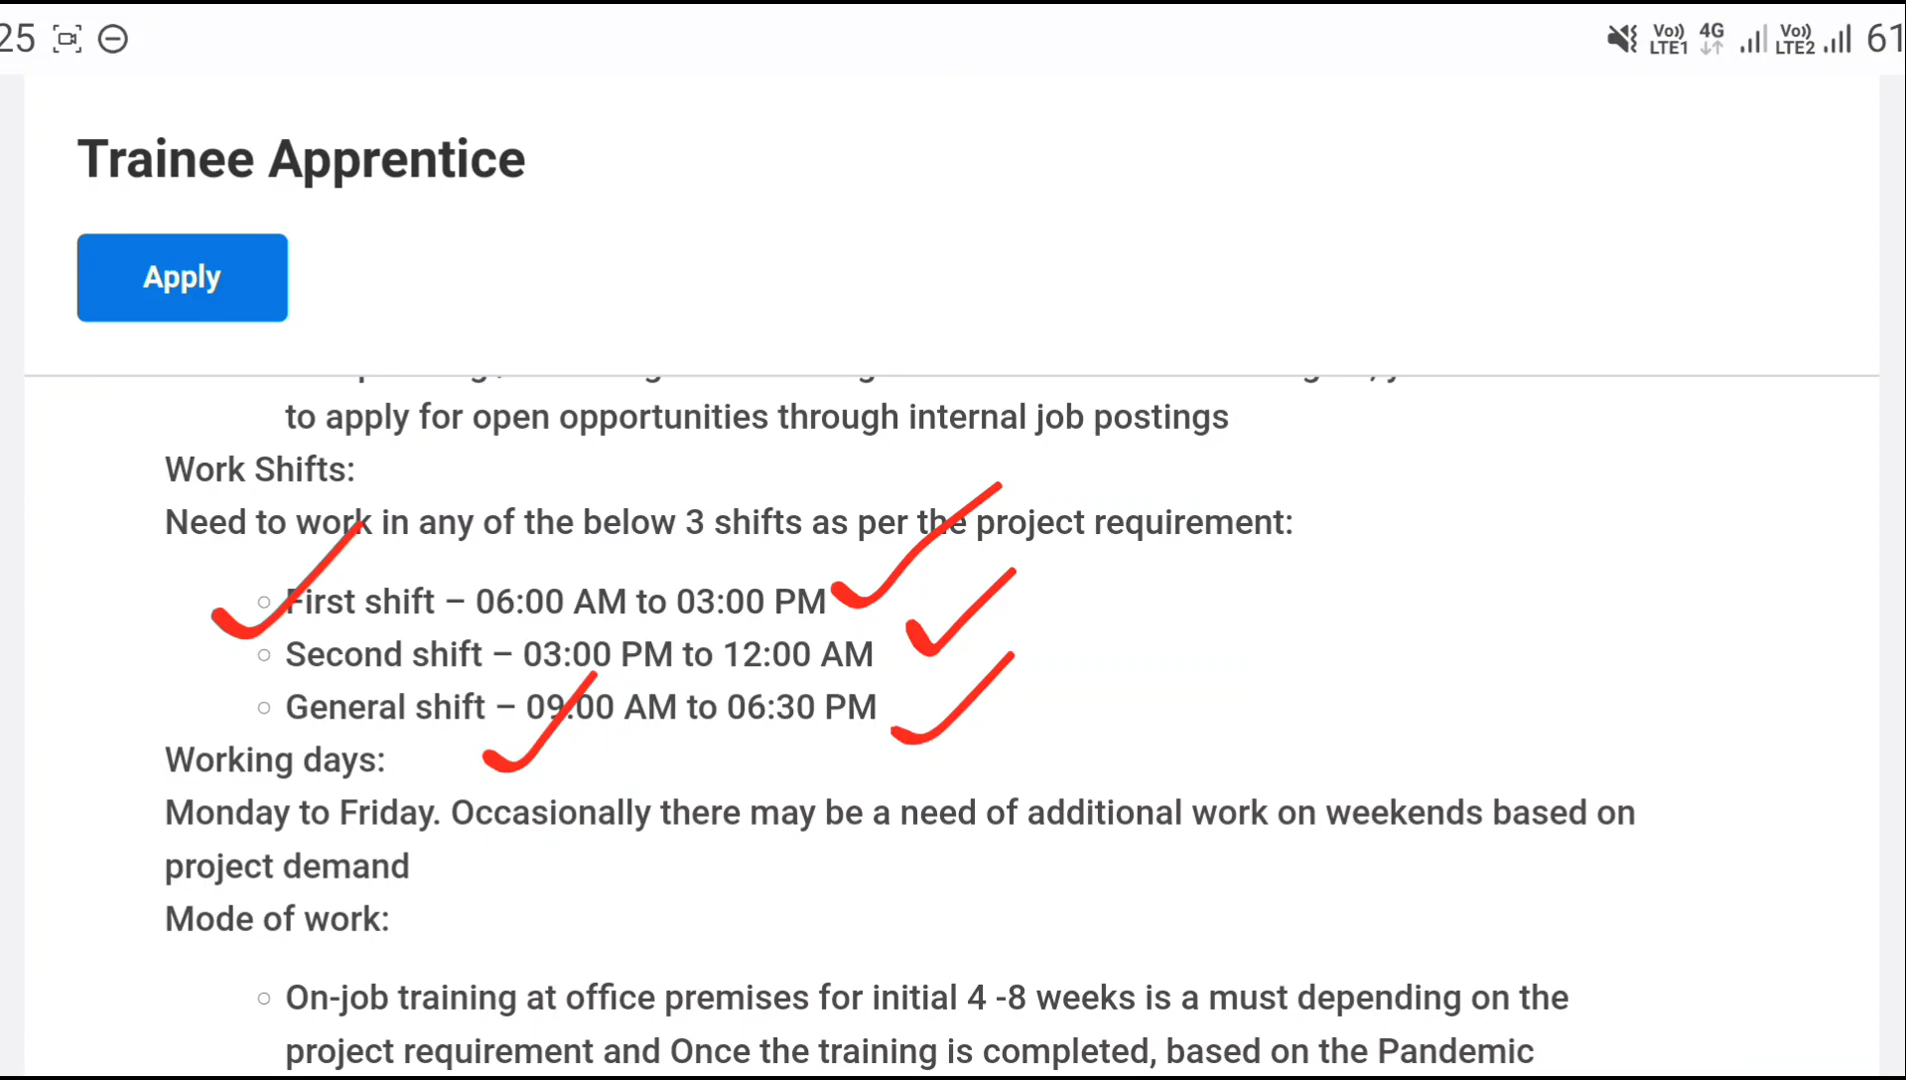 25
Vo)) LTE1 4G Vo)) LTE2 61
Trainee Apprentice
Apply
to apply for open opportunities through internal job postings
Work Shifts:
Need to work in any of the below 3 shifts as per the project requirement:
First shift – 06:00 AM to 03:00 PM
Second shift – 03:00 PM to 12:00 AM
General shift – 09:00 AM to 06:30 PM
Working days:
Monday to Friday. Occasionally there may be a need of additional work on weekends based on
project demand
Mode of work:
On-job training at office premises for initial 4 -8 weeks is a must depending on the
project requirement and Once the training is completed, based on the Pandemic